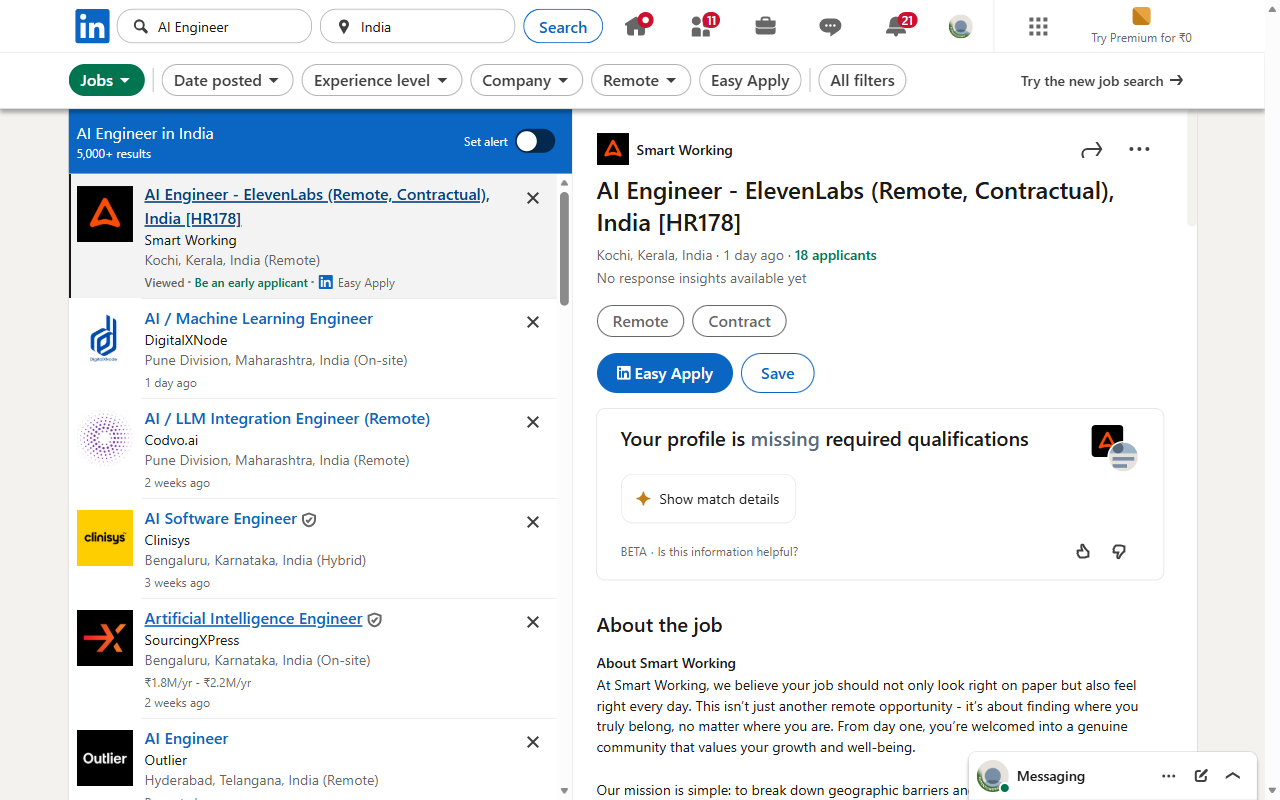 in AI Engineer India Search 11 21 Try Premium for ₹0
Jobs Date posted Experience level Company Remote Easy Apply All filters Try the new job search
AI Engineer in India
5,000+ results
Set alert
AI Engineer - ElevenLabs (Remote, Contractual),
India [HR178]
Smart Working
Kochi, Kerala, India (Remote)
Viewed · Be an early applicant · in Easy Apply
AI / Machine Learning Engineer
DigitalXNode
DigitalXNode
Pune Division, Maharashtra, India (On-site)
1 day ago
AI / LLM Integration Engineer (Remote)
Codvo.ai
Pune Division, Maharashtra, India (Remote)
2 weeks ago
AI Software Engineer
clinisys
Clinisys
Bengaluru, Karnataka, India (Hybrid)
3 weeks ago
Artificial Intelligence Engineer
SourcingXPress
Bengaluru, Karnataka, India (On-site)
₹1.8M/yr - ₹2.2M/yr
2 weeks ago
AI Engineer
Outlier
Outlier
Hyderabad, Telangana, India (Remote)
Smart Working
AI Engineer - ElevenLabs (Remote, Contractual),
India [HR178]
Kochi, Kerala, India · 1 day ago · 18 applicants
No response insights available yet
Remote Contract
in Easy Apply Save
Your profile is missing required qualifications
Show match details
BETA · Is this information helpful?
About the job
About Smart Working
At Smart Working, we believe your job should not only look right on paper but also feel
right every day. This isn't just another remote opportunity - it's about finding where you
truly belong, no matter where you are. From day one, you're welcomed into a genuine
community that values your growth and well-being.
Our mission is simple: to break down geographic barriers an
Messaging